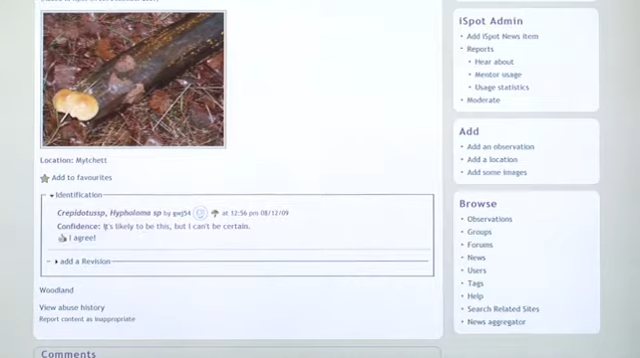 Location: Mytchett
Add to favourites
Identification
Crepidotussp, Hypholoma sp by gwj54 at 12:56 pm 08/12/09
Confidence: It's likely to be this, but I can't be certain.
I agree!
add a Revision
Woodland
View abuse history
Report content as inappropriate
Comments
iSpot Admin
Add iSpot News item
Reports
Hear about
Mentor usage
Usage statistics
Moderate
Add
Add an observation
Add a location
Add some images
Browse
Observations
Groups
Forums
News
Users
Tags
Help
Search Related Sites
News aggregator